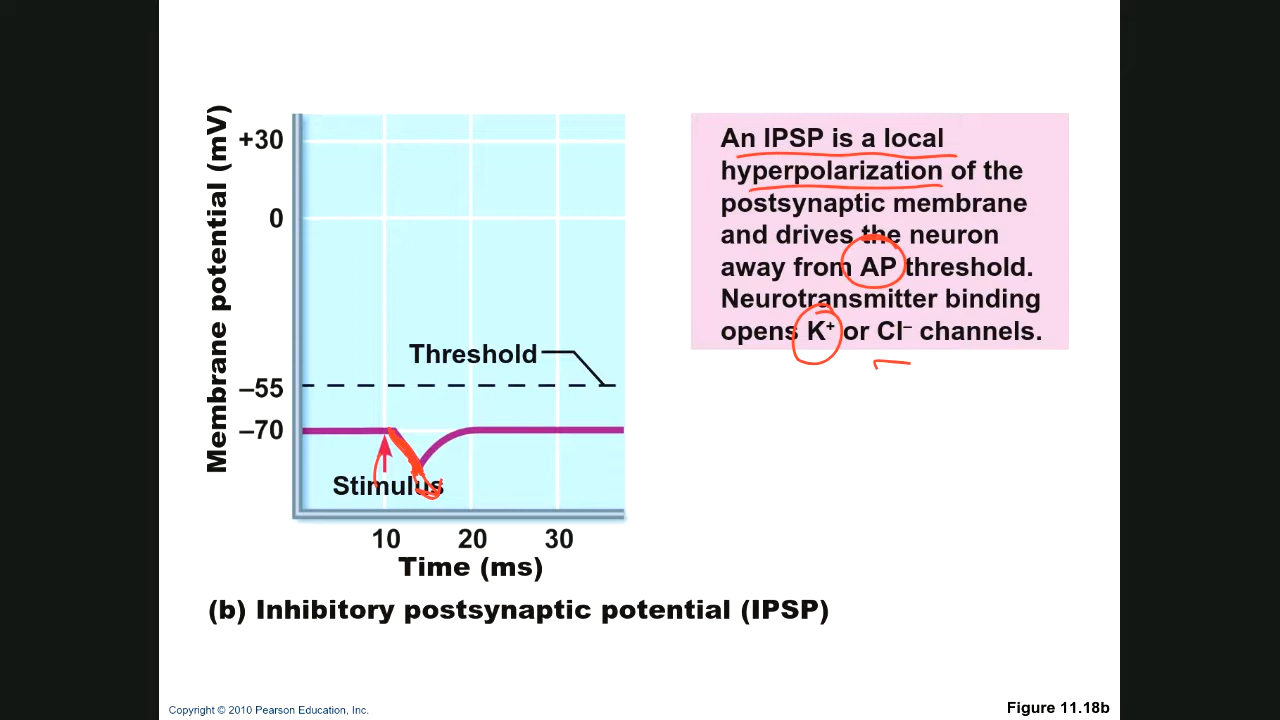 Membrane potential (mV)
+30
0
–55
–70
Threshold
Stimulus
10 20 30
Time (ms)
An IPSP is a local
hyperpolarization of the
postsynaptic membrane
and drives the neuron
away from AP threshold.
Neurotransmitter binding
opens K⁺ or Cl⁻ channels.
(b) Inhibitory postsynaptic potential (IPSP)
Copyright © 2010 Pearson Education, Inc.
Figure 11.18b